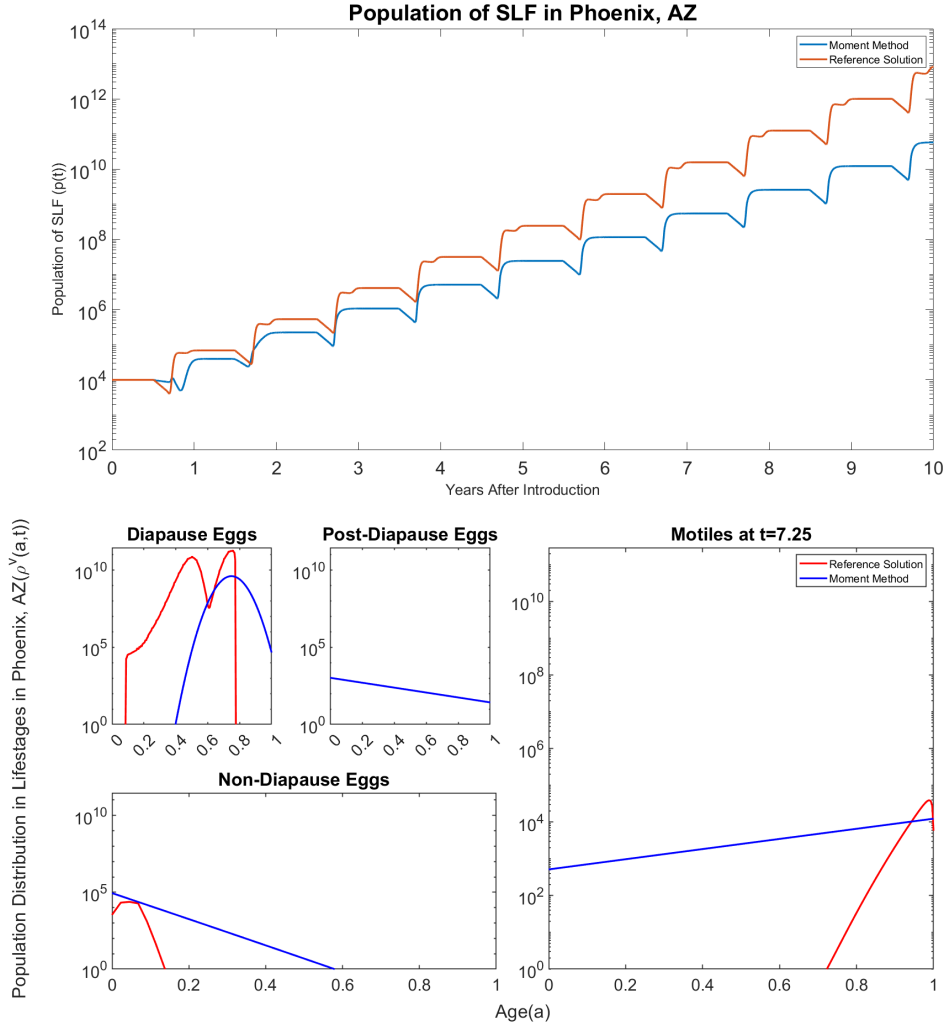 Population of SLF in Phoenix, AZ
Population of SLF (p(t))
10^14
10^12
10^10
10^8
10^6
10^4
10^2
Moment Method
Reference Solution
0 1 2 3 4 5 6 7 8 9 10
Years After Introduction
Population Distribution in Lifestages in Phoenix, AZ(ρ^v(a,t))
Diapause Eggs
10^10
10^5
10^0
0 0.2 0.4 0.6 0.8 1
Post-Diapause Eggs
10^10
10^5
10^0
0 0.2 0.4 0.6 0.8 1
Non-Diapause Eggs
10^10
10^5
10^0
0 0.2 0.4 0.6 0.8 1
Motiles at t=7.25
Reference Solution
Moment Method
10^10
10^8
10^6
10^4
10^2
10^0
0 0.2 0.4 0.6 0.8 1
Age(a)